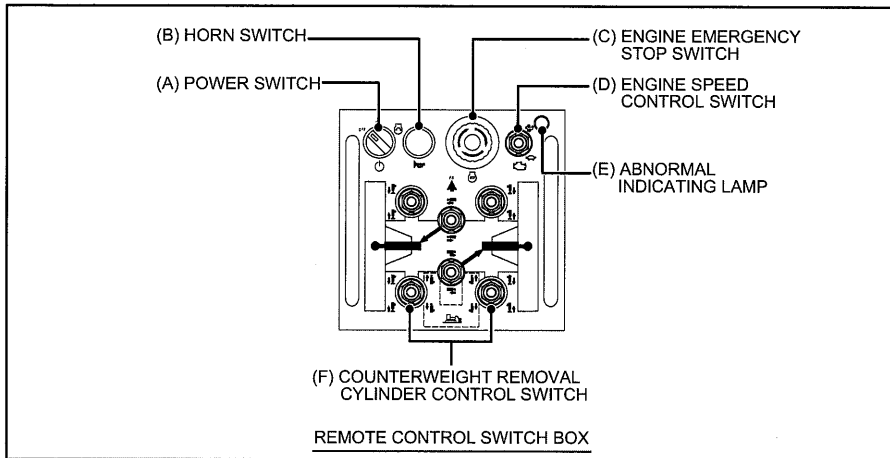 (B) HORN SWITCH
(A) POWER SWITCH
(C) ENGINE EMERGENCY
STOP SWITCH
(D) ENGINE SPEED
CONTROL SWITCH
(E) ABNORMAL
INDICATING LAMP
(F) COUNTERWEIGHT REMOVAL
CYLINDER CONTROL SWITCH
REMOTE CONTROL SWITCH BOX